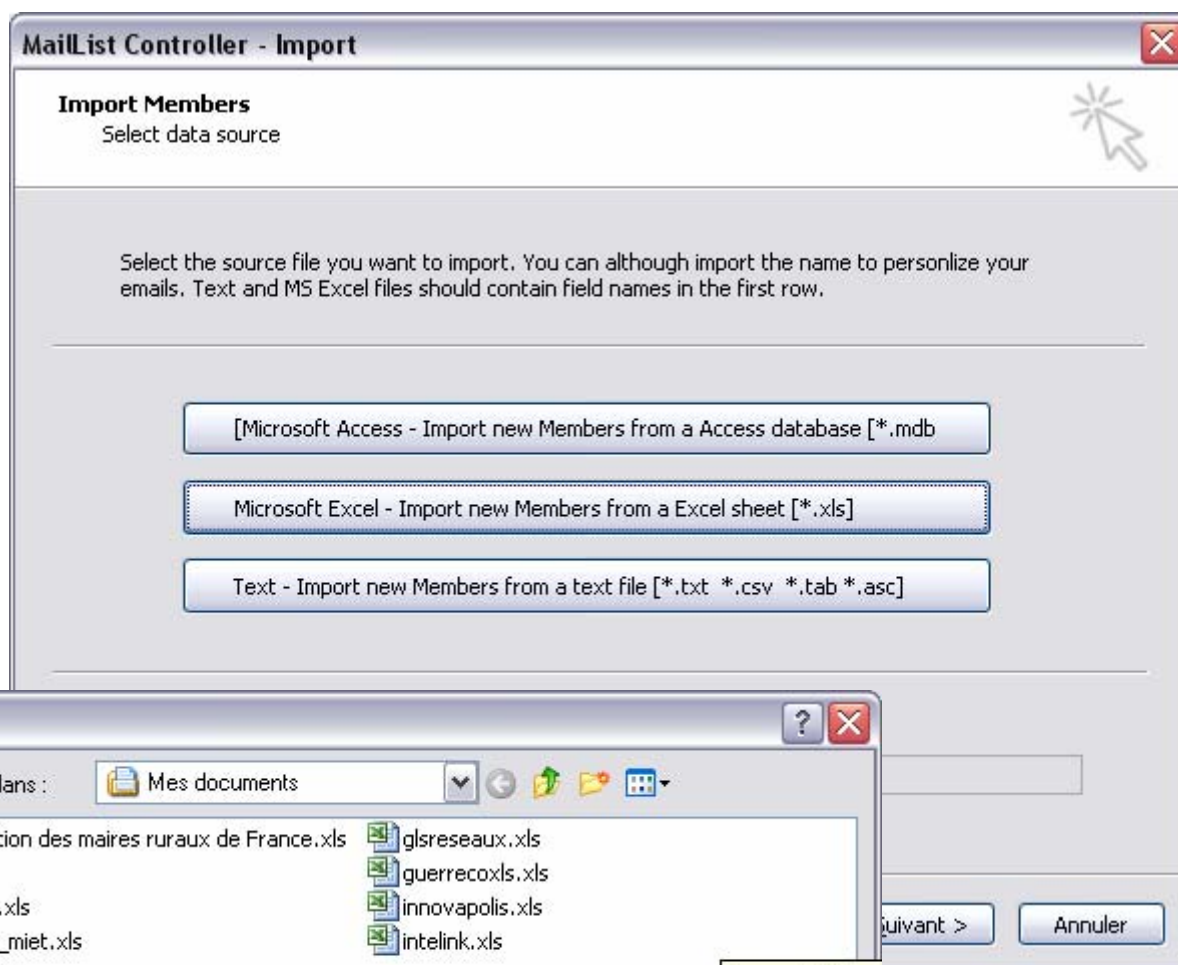 MailList Controller - Import
Import Members
Select data source
Select the source file you want to import. You can although import the name to personlize your
emails. Text and MS Excel files should contain field names in the first row.
[Microsoft Access - Import new Members from a Access database [*.mdb
Microsoft Excel - Import new Members from a Excel sheet [*.xls]
Text - Import new Members from a text file [*.txt *.csv *.tab *.asc]
?
Mes documents
des maires ruraux de France.xls
glsreseaux.xls
guerrecoxls.xls
.xls
innovapolis.xls
_miet.xls
intelink.xls
uivant >
Annuler